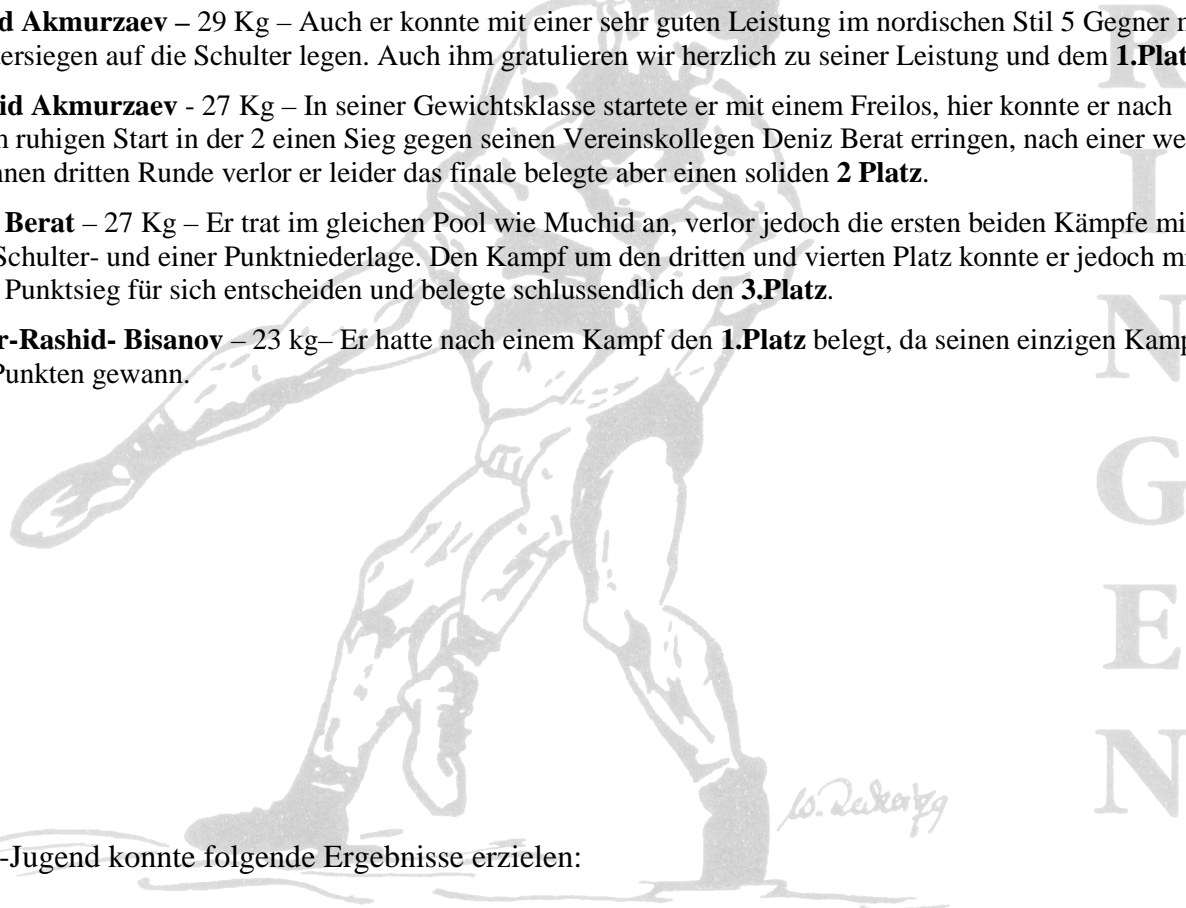 d Akmurzaev – 29 Kg – Auch er konnte mit einer sehr guten Leistung im nordischen Stil 5 Gegner
tersiegen auf die Schulter legen. Auch ihm gratulieren wir herzlich zu seiner Leistung und dem 1.Plat
id Akmurzaev - 27 Kg – In seiner Gewichtsklasse startete er mit einem Freilos, hier konnte er nach
n ruhigen Start in der 2 einen Sieg gegen seinen Vereinskollegen Deniz Berat erringen, nach einer we
nnen dritten Runde verlor er leider das finale belegte aber einen soliden 2 Platz.
Berat – 27 Kg – Er trat im gleichen Pool wie Muchid an, verlor jedoch die ersten beiden Kämpfe mi
Schulter- und einer Punktniederlage. Den Kampf um den dritten und vierten Platz konnte er jedoch m
Punktsieg für sich entscheiden und belegte schlussendlich den 3.Platz.
r-Rashid- Bisanov – 23 kg– Er hatte nach einem Kampf den 1.Platz belegt, da seinen einzigen Kamp
Punkten gewann.
-Jugend konnte folgende Ergebnisse erzielen:
R
I
N
G
E
N